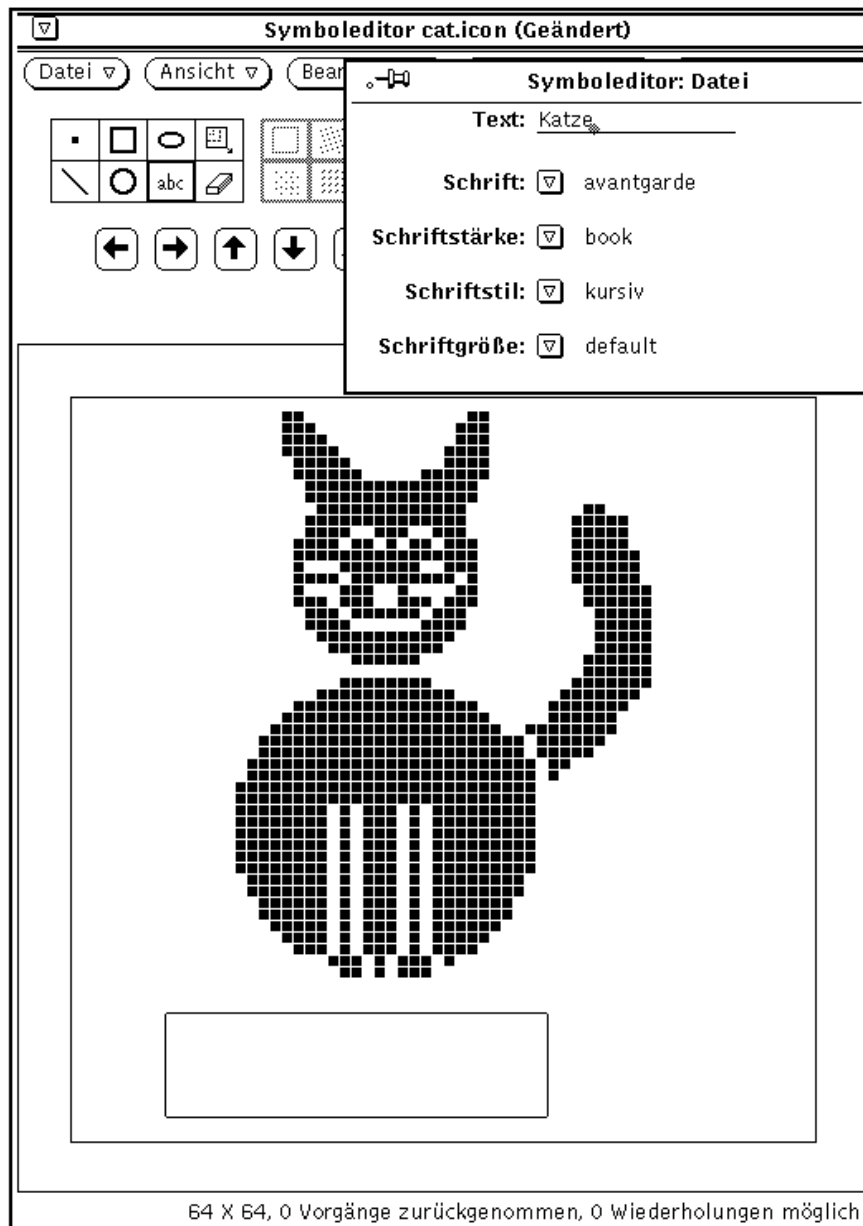 Symboleditor cat.icon (Geändert)
Datei Ansicht Bear
Symboleditor: Datei
Text: Katze
abc
Schrift: avantgarde
Schriftstärke: book
Schriftstil: kursiv
Schriftgröße: default
64 X 64, 0 Vorgänge zurückgenommen, 0 Wiederholungen möglich